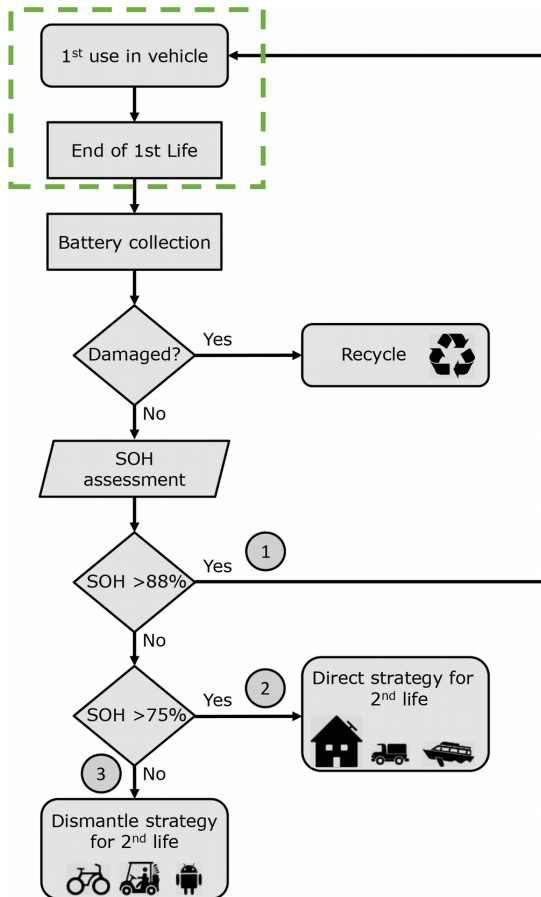 1st use in vehicle
End of 1st Life
Battery collection
Damaged?
Yes
Recycle
No
SOH
assessment
SOH >88%
Yes
1
No
SOH >75%
Yes
2
Direct strategy for
2nd life
3
No
Dismantle strategy
for 2nd life